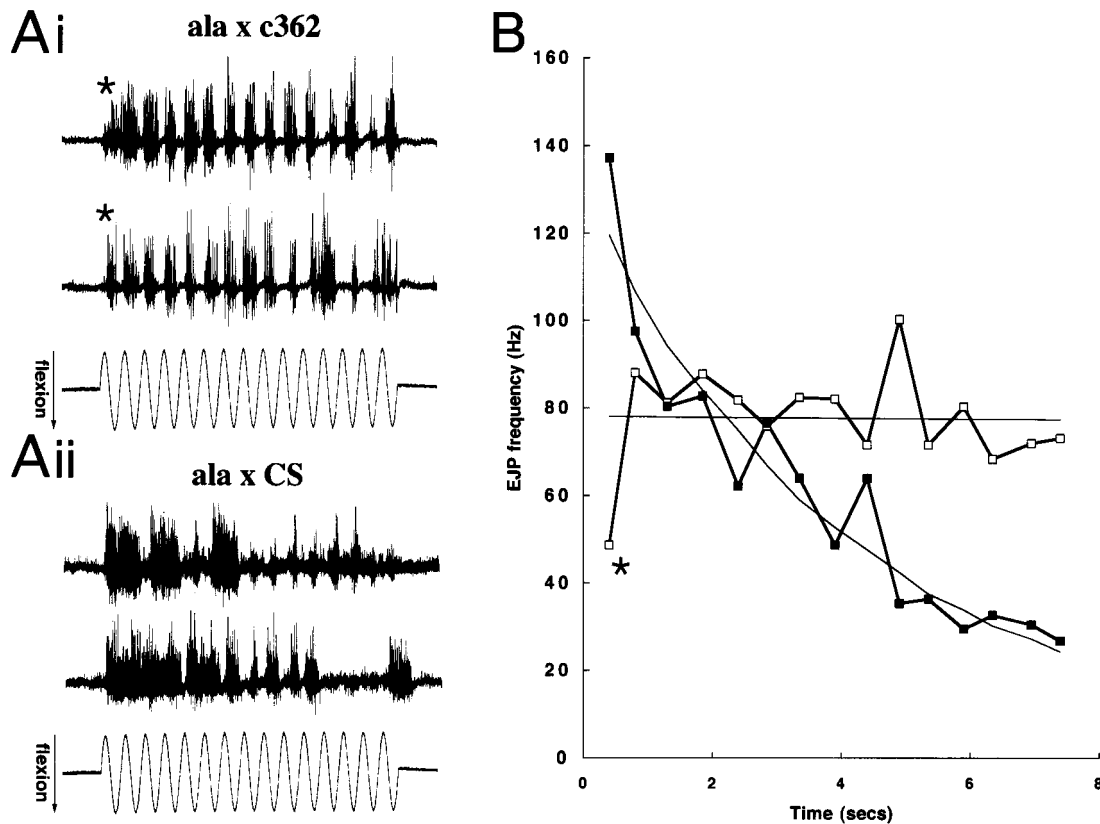 Ai
ala x c362
*
*
flexion
Aii
ala x CS
flexion
B
160
140
120
100
80
60
40
20
0
EJP frequency (Hz)
*
0 2 4 6 8
Time (secs)